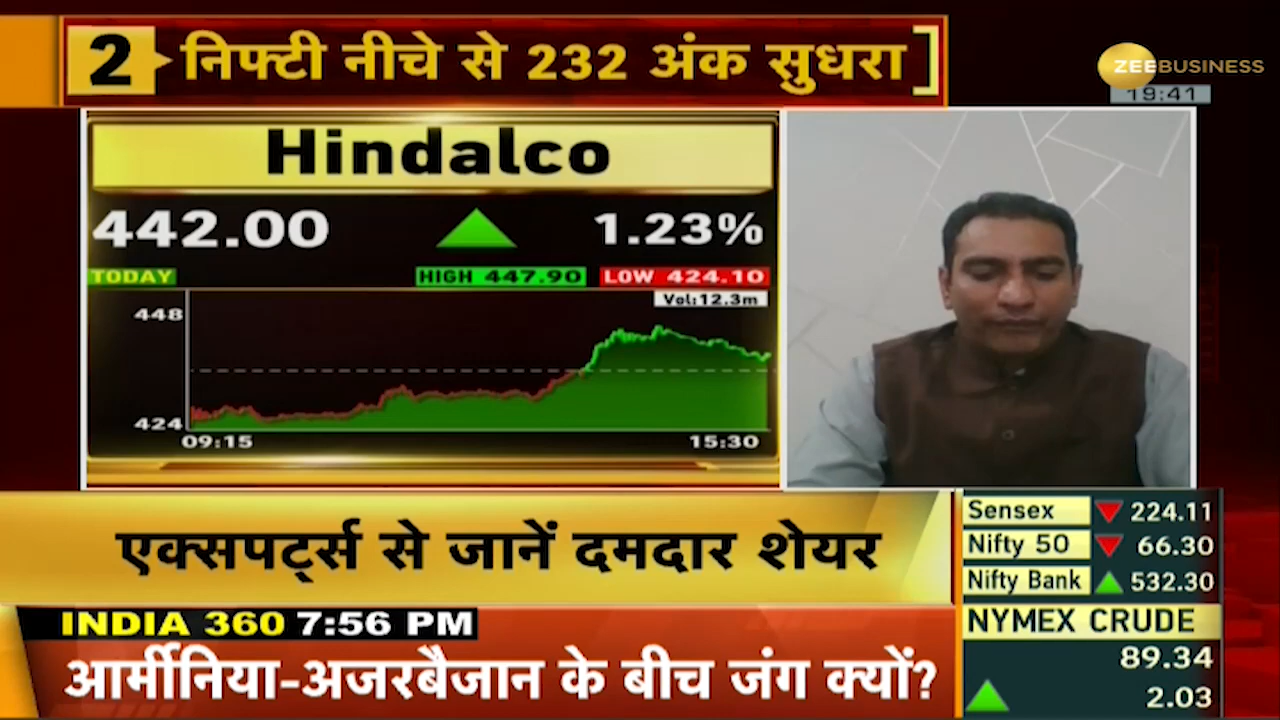 2 निफ्टी नीचे से 232 अंक सुधरा
ZEEBUSINESS
19:41
Hindalco
442.00 1.23%
TODAY HIGH 447.90 LOW 424.10
Vol:12.3m
448
424
09:15 15:30
एक्सपर्ट्स से जानें दमदार शेयर
Sensex 224.11
Nifty 50 66.30
Nifty Bank 532.30
NYMEX CRUDE
89.34
2.03
INDIA 360 7:56 PM
आर्मीनिया-अजरबैजान के बीच जंग क्यों?